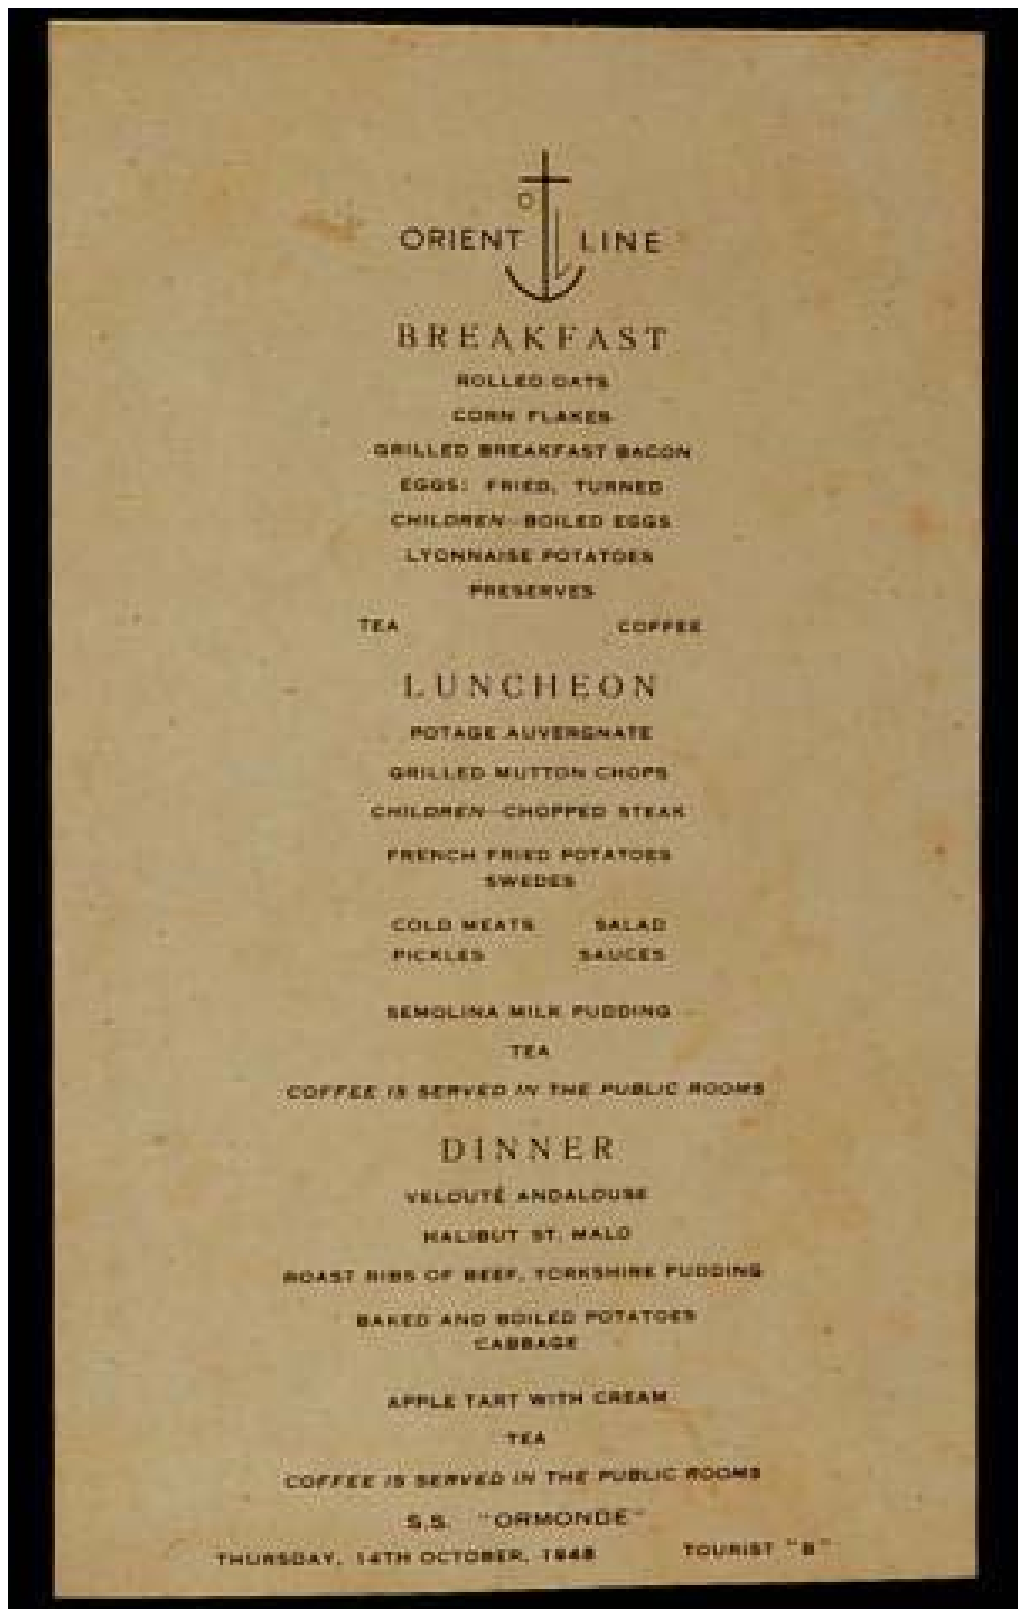 O
ORIENT LINE
BREAKFAST
ROLLED OATS
CORN FLAKES
GRILLED BREAKFAST BACON
EGGS: FRIED, TURNED
CHILDREN—BOILED EGGS
LYONNAISE POTATOES
PRESERVES
TEA COFFEE
LUNCHEON
POTAGE AUVERGNATE
GRILLED MUTTON CHOPS
CHILDREN—CHOPPED STEAK
FRENCH FRIED POTATOES
SWEDES
COLD MEATS SALAD
PICKLES SAUCES
SEMOLINA MILK PUDDING
TEA
COFFEE IS SERVED IN THE PUBLIC ROOMS
DINNER
VELOUTÉ ANDALOUSE
HALIBUT ST. MALO
ROAST RIBS OF BEEF, YORKSHIRE PUDDING
BAKED AND BOILED POTATOES
CABBAGE
APPLE TART WITH CREAM
TEA
COFFEE IS SERVED IN THE PUBLIC ROOMS
S.S. "ORMONDE"
THURSDAY, 14TH OCTOBER, 1948 TOURIST "B"